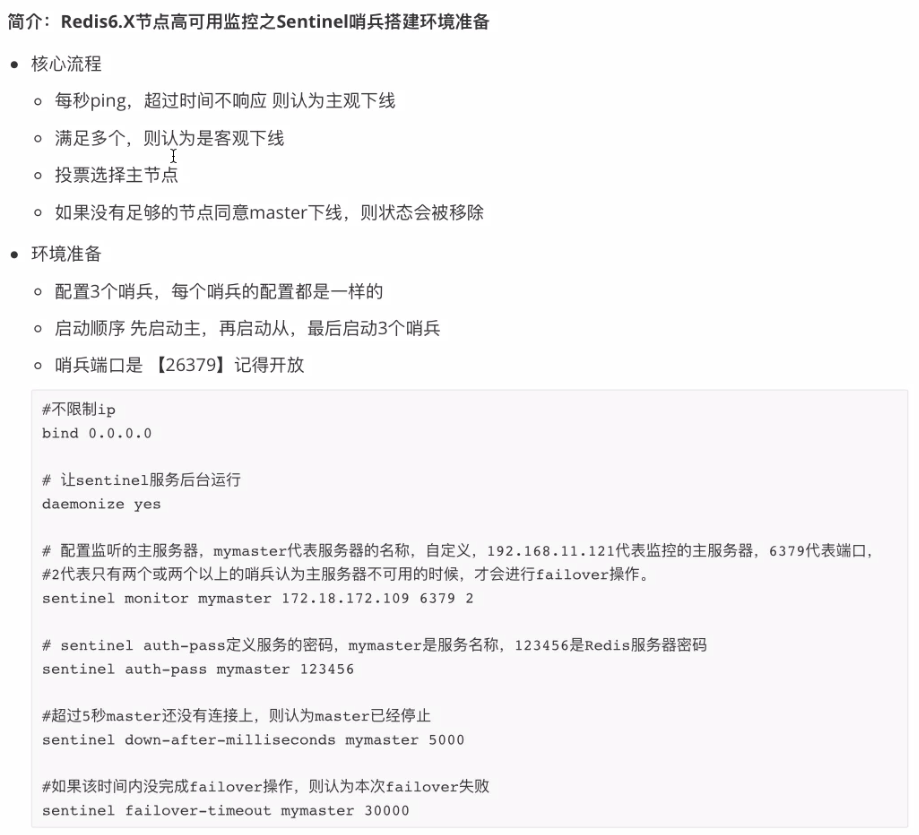 简介：Redis6.X节点高可用监控之Sentinel哨兵搭建环境准备
核心流程
每秒ping，超过时间不响应 则认为主观下线
满足多个，则认为是客观下线
投票选择主节点
如果没有足够的节点同意master下线，则状态会被移除
环境准备
配置3个哨兵，每个哨兵的配置都是一样的
启动顺序 先启动主，再启动从，最后启动3个哨兵
哨兵端口是 【26379】记得开放
#不限制ip
bind 0.0.0.0
# 让sentinel服务后台运行
daemonize yes
# 配置监听的主服务器，mymaster代表服务器的名称，自定义，192.168.11.121代表监控的主服务器，6379代表端口，
#2代表只有两个或两个以上的哨兵认为主服务器不可用的时候，才会进行failover操作。
sentinel monitor mymaster 172.18.172.109 6379 2
# sentinel auth-pass定义服务的密码，mymaster是服务名称，123456是Redis服务器密码
sentinel auth-pass mymaster 123456
#超过5秒master还没有连接上，则认为master已经停止
sentinel down-after-milliseconds mymaster 5000
#如果该时间内没完成failover操作，则认为本次failover失败
sentinel failover-timeout mymaster 30000